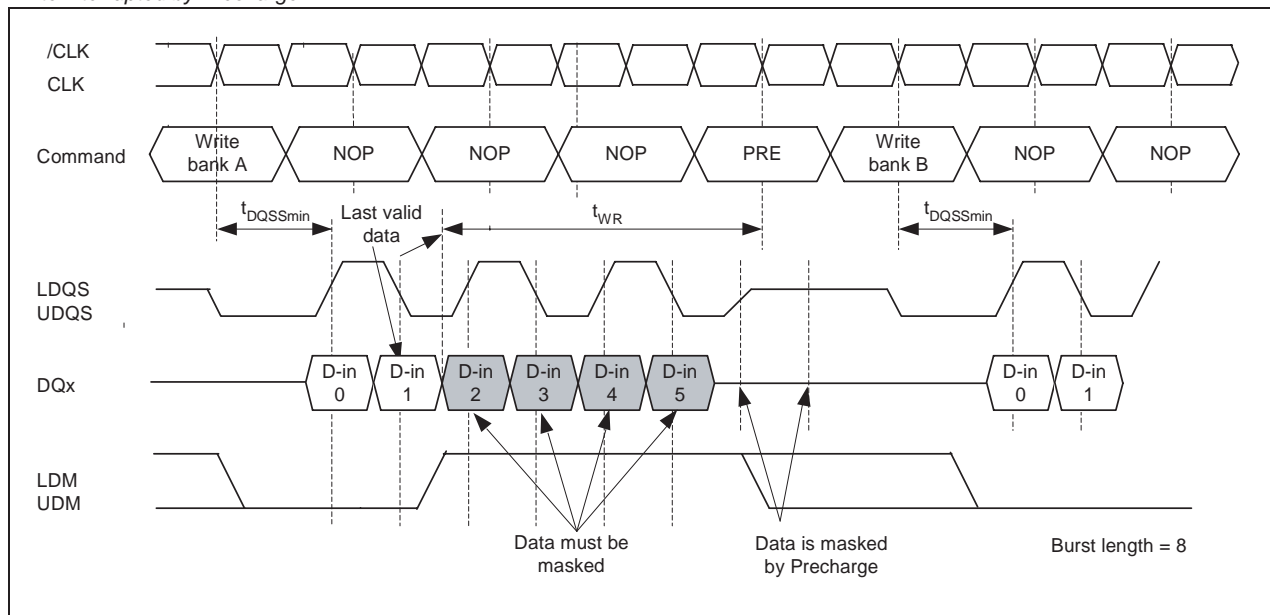 /CLK
CLK
Command
Write
bank A
NOP
NOP
NOP
PRE
Write
bank B
NOP
NOP
tDQSSmin
Last valid
data
tWR
tDQSSmin
LDQS
UDQS
DQx
D-in
0
D-in
1
D-in
2
D-in
3
D-in
4
D-in
5
D-in
0
D-in
1
LDM
UDM
Data must be
masked
Data is masked
by Precharge
Burst length = 8